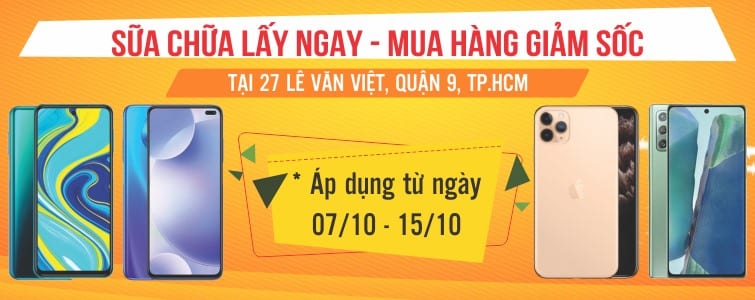 SỮA CHỮA LẤY NGAY - MUA HÀNG GIẢM SỐC
TẠI 27 LÊ VĂN VIỆT, QUẬN 9, TP.HCM
* Áp dụng từ ngày
07/10 - 15/10